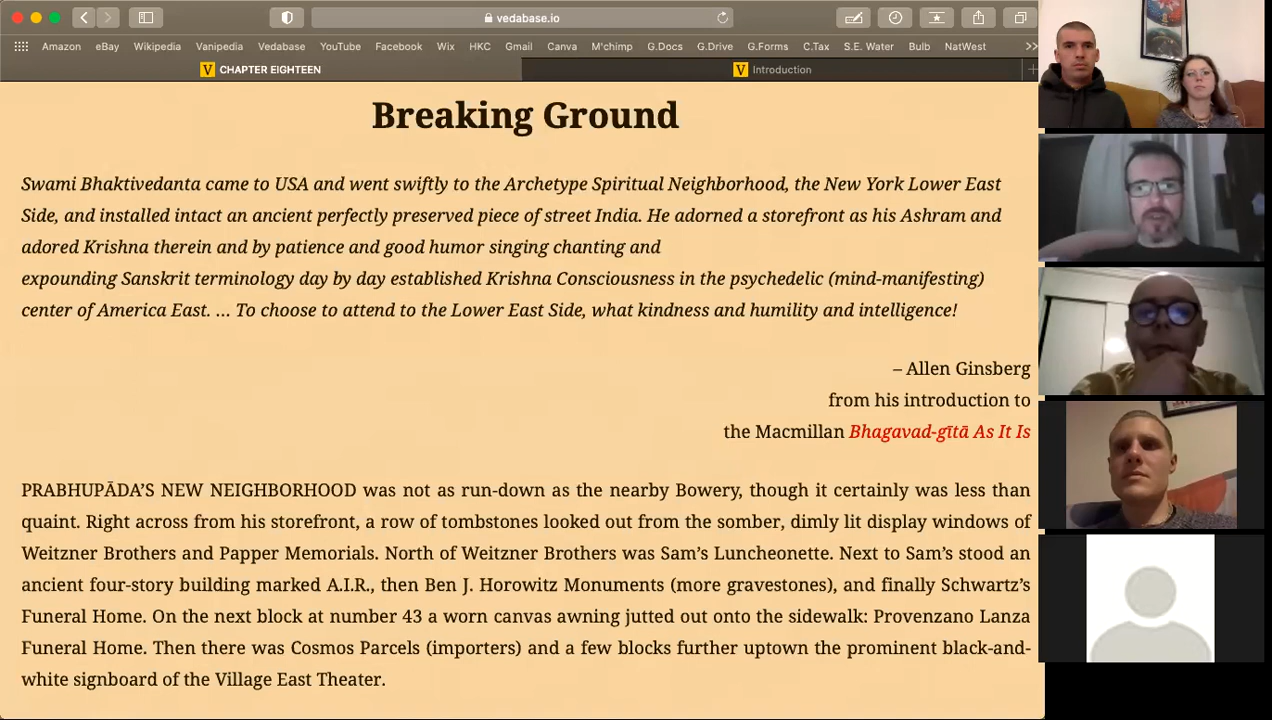 vedabase.io
Amazon eBay Wikipedia Vanipedia Vedabase YouTube Facebook Wix HKC Gmail Canva M'chimp G.Docs G.Drive G.Forms C.Tax S.E. Water Bulb NatWest >>
V CHAPTER EIGHTEEN V Introduction
Breaking Ground
Swami Bhaktivedanta came to USA and went swiftly to the Archetype Spiritual Neighborhood, the New York Lower East
Side, and installed intact an ancient perfectly preserved piece of street India. He adorned a storefront as his Ashram and
adored Krishna therein and by patience and good humor singing chanting and
expounding Sanskrit terminology day by day established Krishna Consciousness in the psychedelic (mind-manifesting)
center of America East. … To choose to attend to the Lower East Side, what kindness and humility and intelligence!
– Allen Ginsberg
from his introduction to
the Macmillan Bhagavad-gītā As It Is
PRABHUPĀDA’S NEW NEIGHBORHOOD was not as run-down as the nearby Bowery, though it certainly was less than
quaint. Right across from his storefront, a row of tombstones looked out from the somber, dimly lit display windows of
Weitzner Brothers and Papper Memorials. North of Weitzner Brothers was Sam’s Luncheonette. Next to Sam’s stood an
ancient four-story building marked A.I.R., then Ben J. Horowitz Monuments (more gravestones), and finally Schwartz’s
Funeral Home. On the next block at number 43 a worn canvas awning jutted out onto the sidewalk: Provenzano Lanza
Funeral Home. Then there was Cosmos Parcels (importers) and a few blocks further uptown the prominent black-and-
white signboard of the Village East Theater.